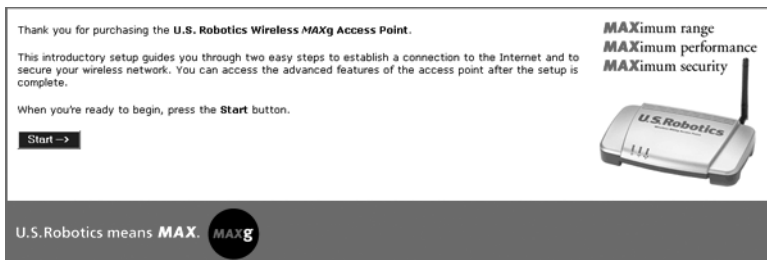 Thank you for purchasing the U.S. Robotics Wireless MAXg Access Point.
This introductory setup guides you through two easy steps to establish a connection to the Internet and to
secure your wireless network. You can access the advanced features of the access point after the setup is
complete.
When you're ready to begin, press the Start button.
Start –>
MAXimum range
MAXimum performance
MAXimum security
U.S.Robotics
U.S.Robotics means MAX. MAXg